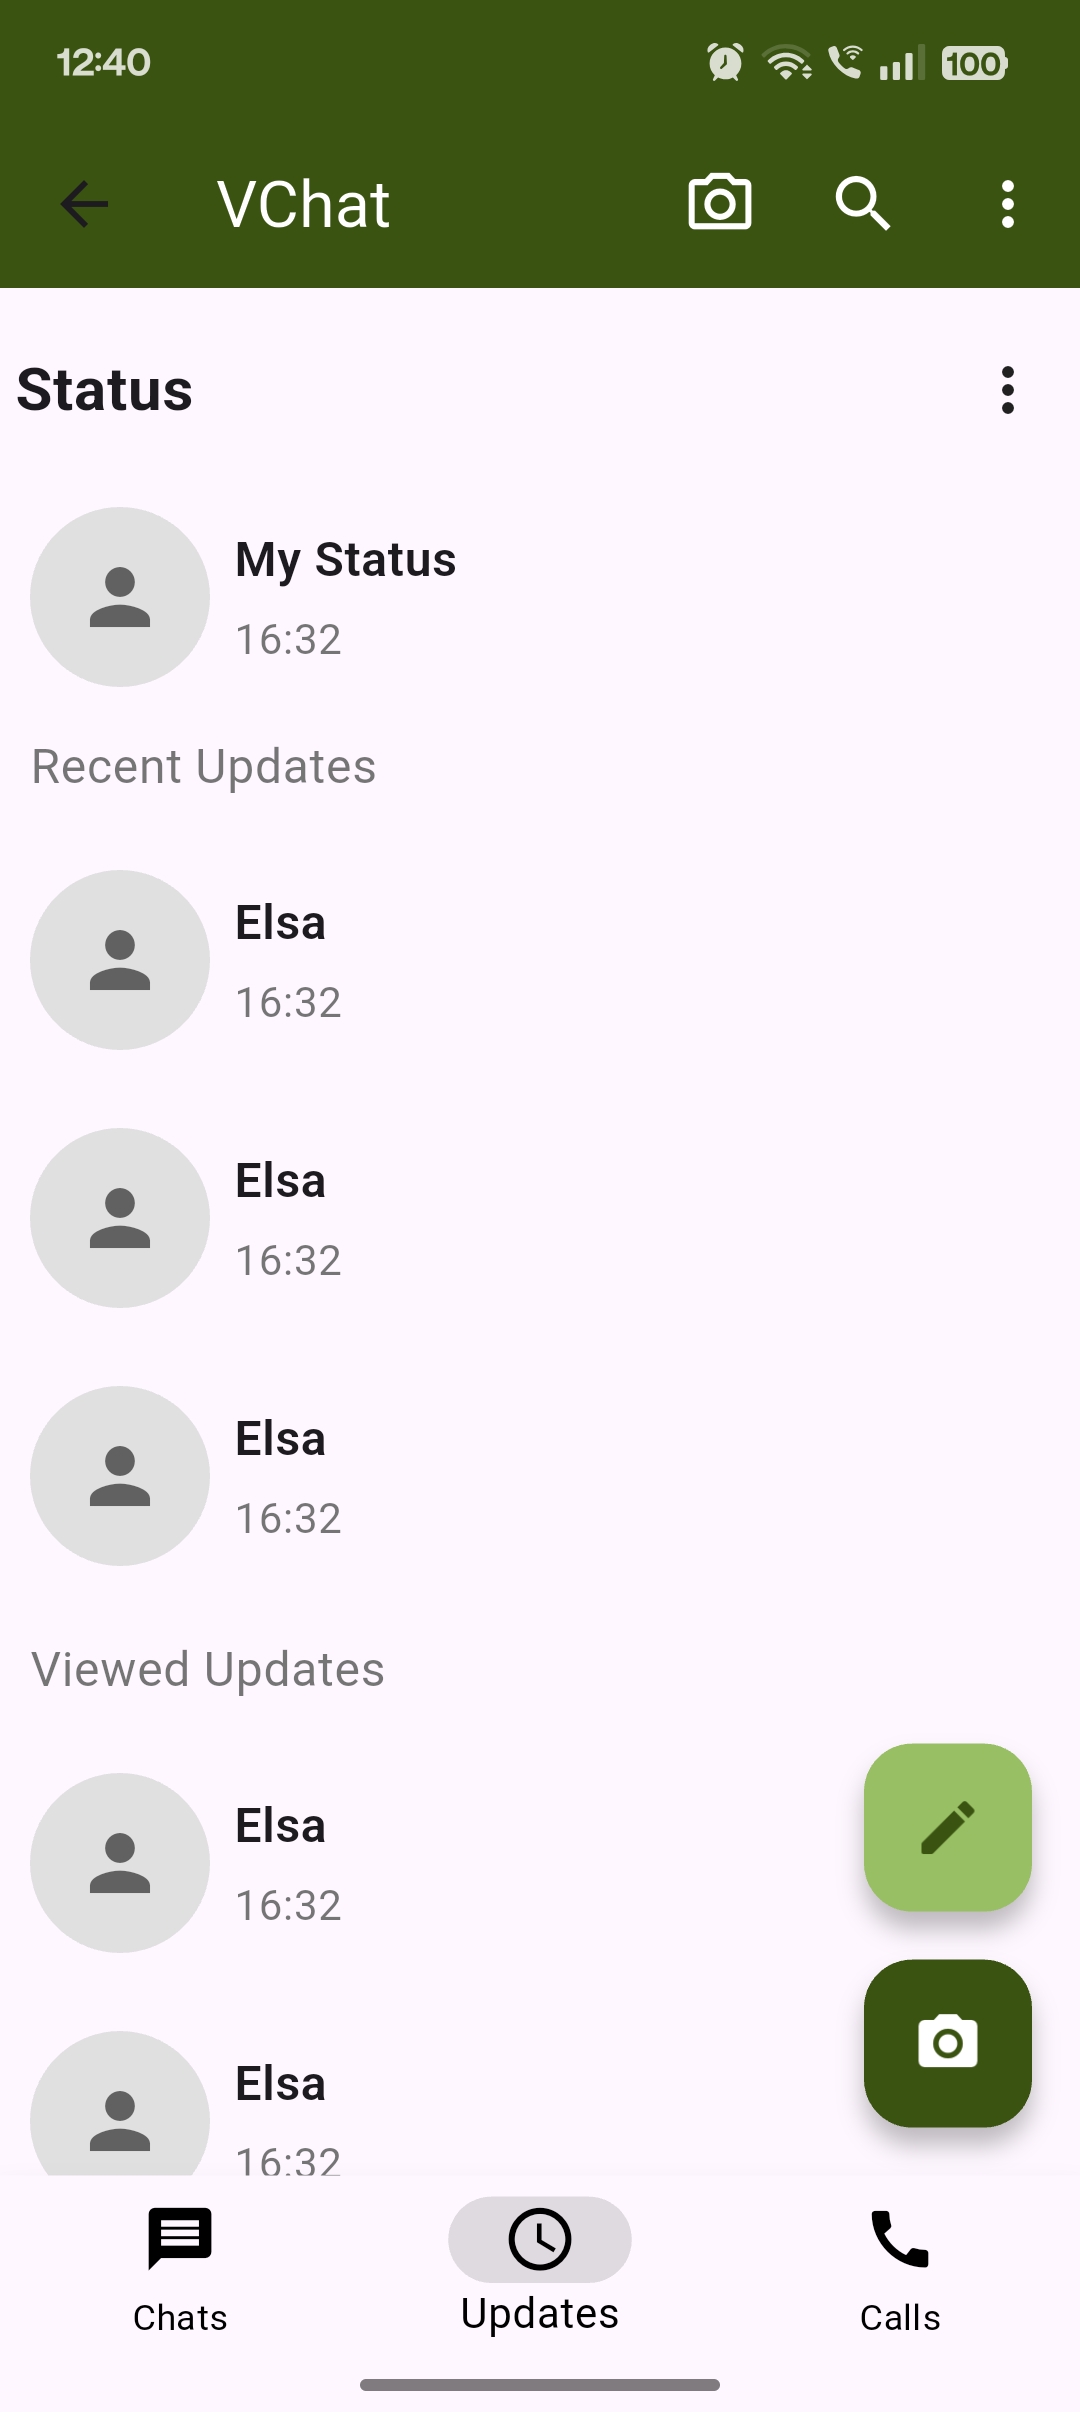 12:40
100
VChat
Status
My Status
16:32
Recent Updates
Elsa
16:32
Elsa
16:32
Elsa
16:32
Viewed Updates
Elsa
16:32
Elsa
16:32
Chats
Updates
Calls